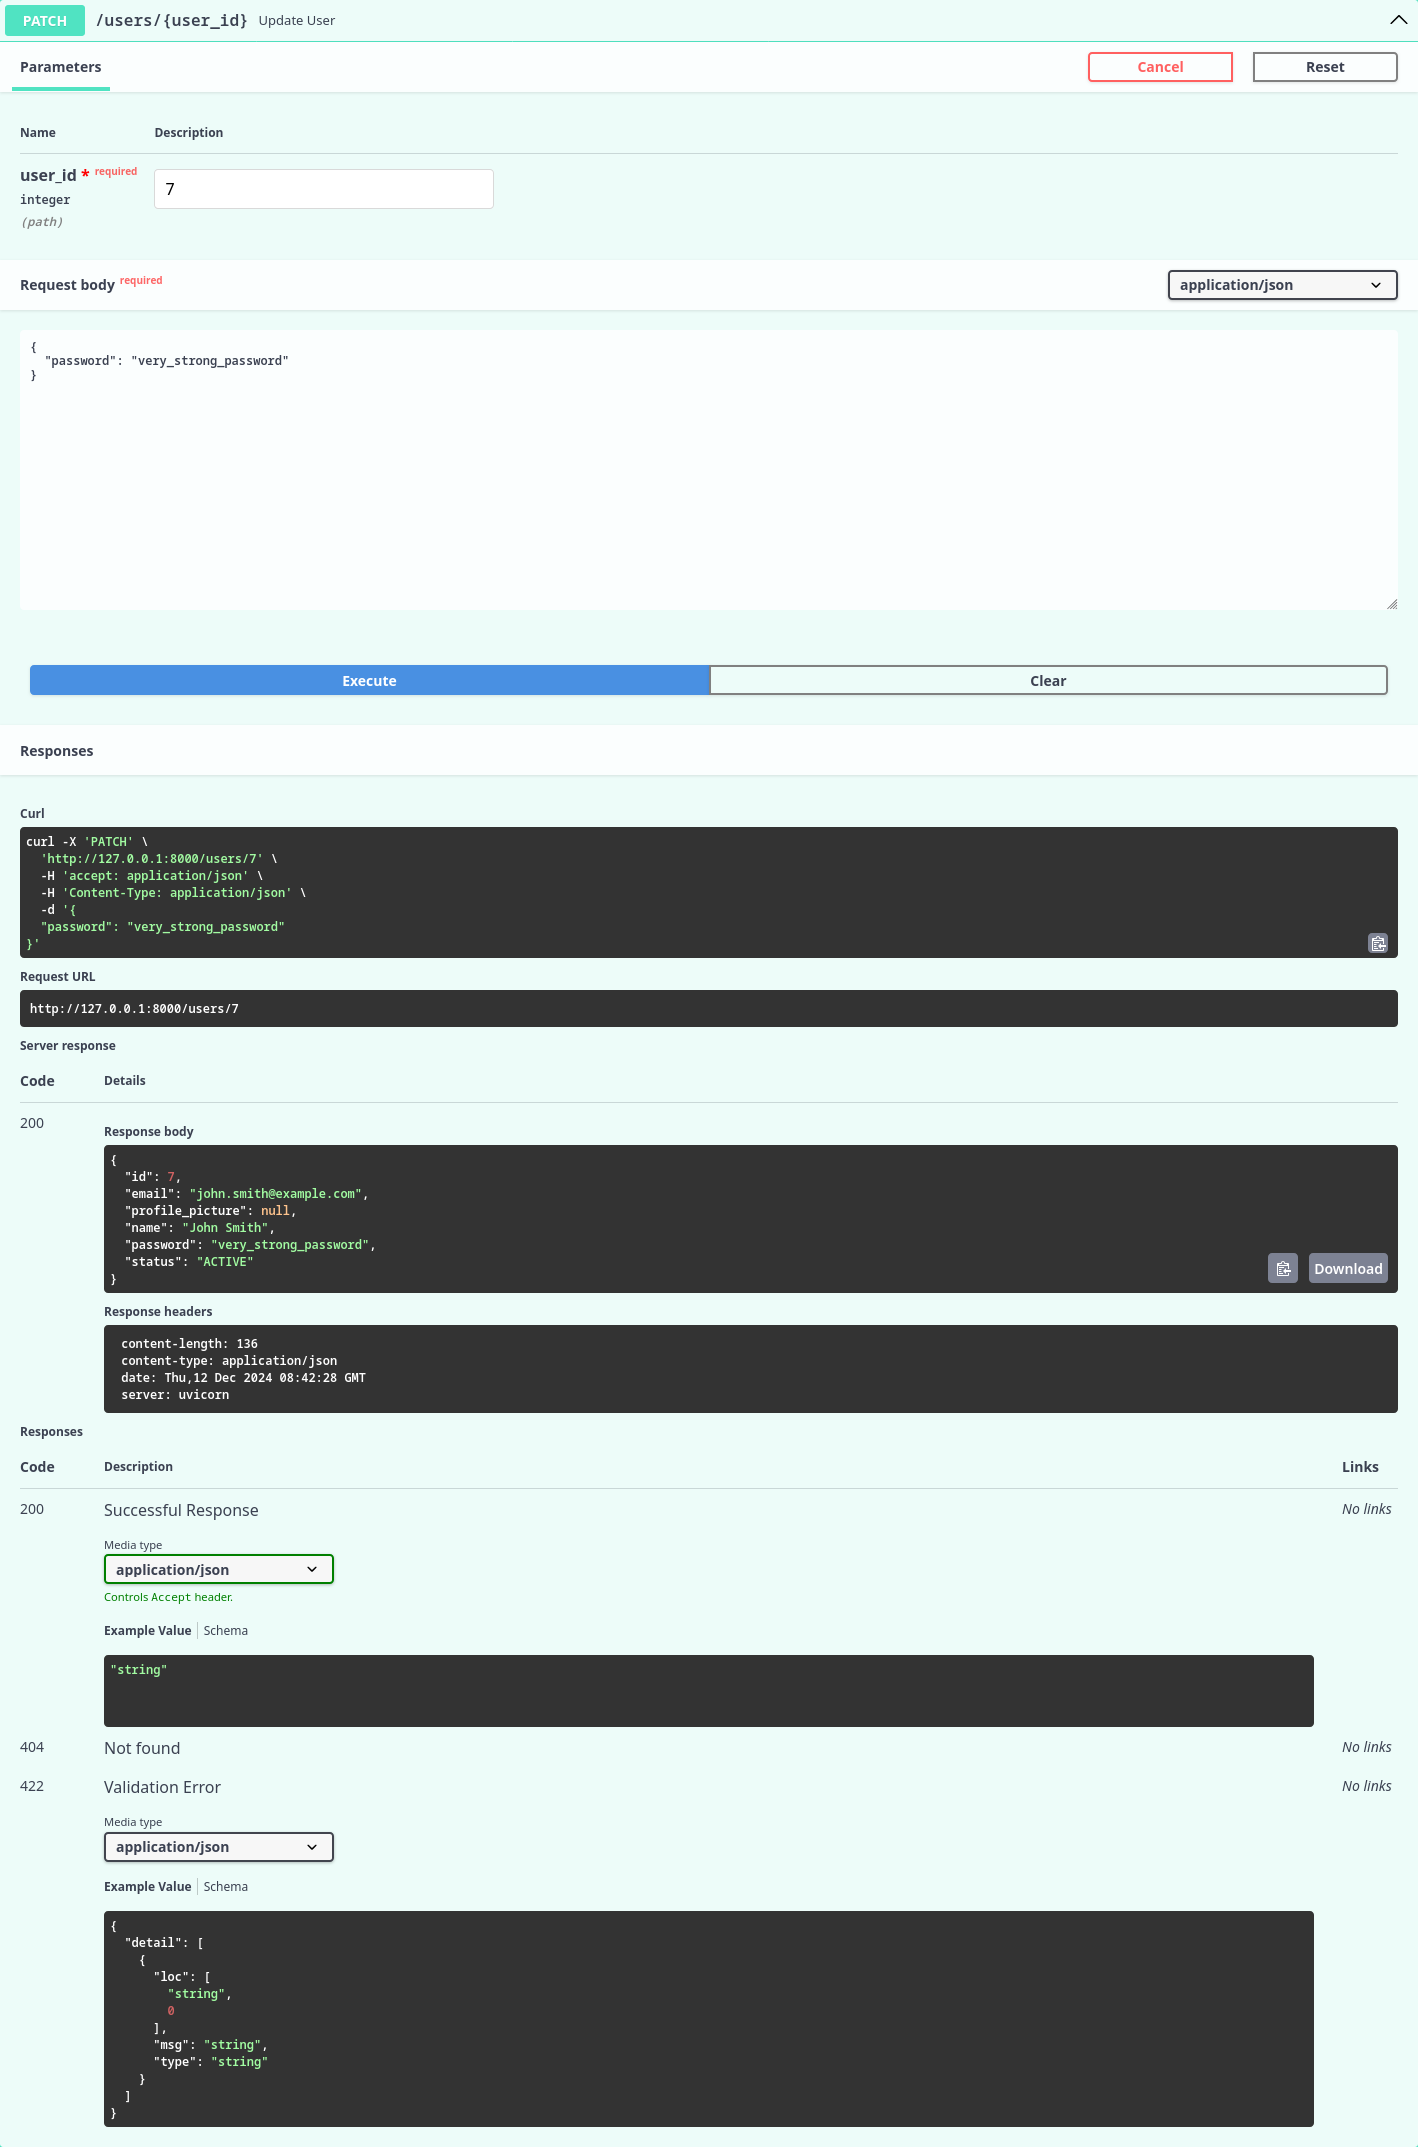 PATCH /users/{user_id} Update User
Parameters
Cancel
Reset
Name Description
user_id * required
integer
(path)
7
Request body required
application/json
{
  "password": "very_strong_password"
}
Execute
Clear
Responses
Curl
curl -X 'PATCH' \
  'http://127.0.0.1:8000/users/7' \
  -H 'accept: application/json' \
  -H 'Content-Type: application/json' \
  -d '{
  "password": "very_strong_password"
}'
Request URL
http://127.0.0.1:8000/users/7
Server response
Code Details
200
Response body
{
  "id": 7,
  "email": "john.smith@example.com",
  "profile_picture": null,
  "name": "John Smith",
  "password": "very_strong_password",
  "status": "ACTIVE"
}
Download
Response headers
content-length: 136
content-type: application/json
date: Thu,12 Dec 2024 08:42:28 GMT
server: uvicorn
Responses
Code Description Links
200 Successful Response No links
Media type
application/json
Controls Accept header.
Example Value Schema
"string"
404 Not found No links
422 Validation Error No links
Media type
application/json
Example Value Schema
{
  "detail": [
    {
      "loc": [
        "string",
        0
      ],
      "msg": "string",
      "type": "string"
    }
  ]
}